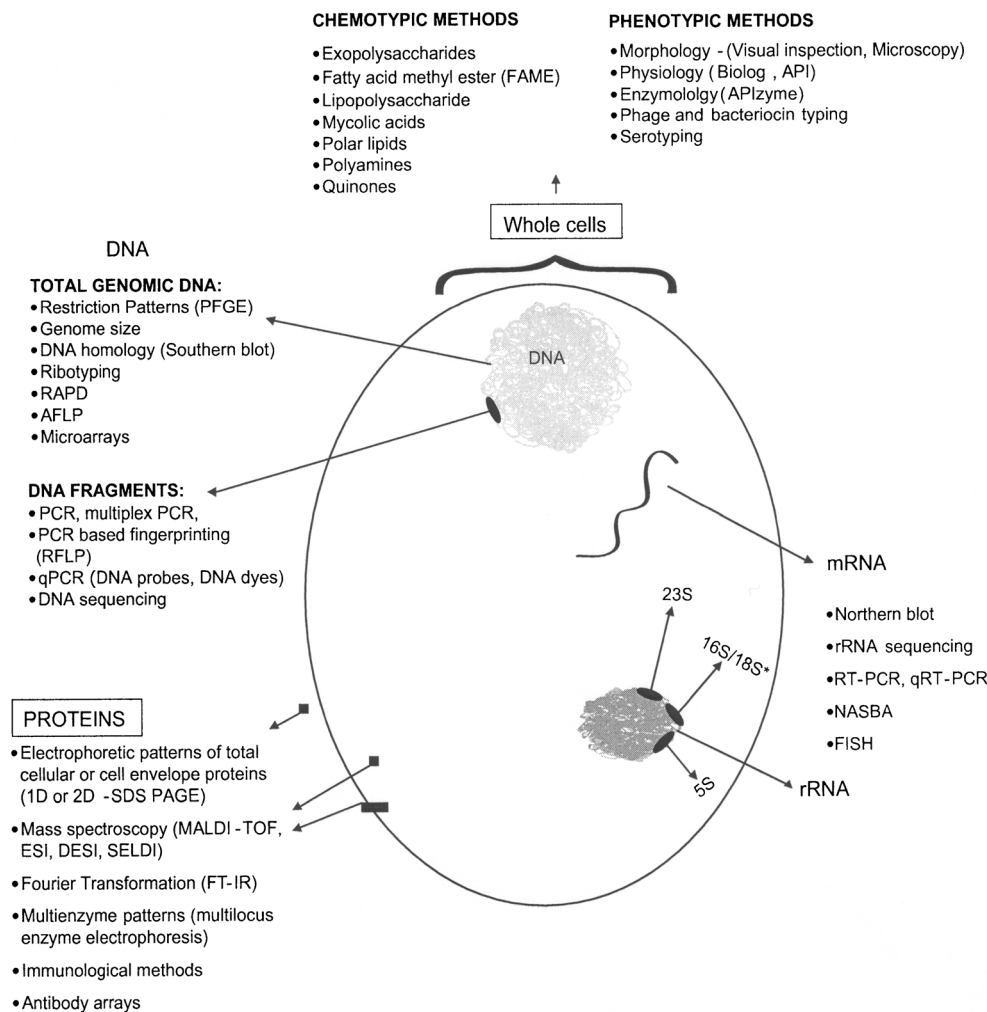 CHEMOTYPIC METHODS
• Exopolysaccharides
• Fatty acid methyl ester (FAME)
• Lipopolysaccharide
• Mycolic acids
• Polar lipids
• Polyamines
• Quinones
PHENOTYPIC METHODS
• Morphology - (Visual inspection, Microscopy)
• Physiology ( Biolog , API)
• Enzymololgy ( APIzyme)
• Phage and bacteriocin typing
• Serotyping
Whole cells
DNA
TOTAL GENOMIC DNA:
• Restriction Patterns (PFGE)
• Genome size
• DNA homology (Southern blot)
• Ribotyping
• RAPD
• AFLP
• Microarrays
DNA
DNA FRAGMENTS:
• PCR, multiplex PCR,
• PCR based fingerprinting
(RFLP)
• qPCR (DNA probes, DNA dyes)
• DNA sequencing
mRNA
• Northern blot
• rRNA sequencing
• RT-PCR, qRT-PCR
• NASBA
• FISH
23S
16S/18S*
5S
rRNA
PROTEINS
• Electrophoretic patterns of total
cellular or cell envelope proteins
(1D or 2D -SDS PAGE)
• Mass spectroscopy (MALDI -TOF,
ESI, DESI, SELDI)
• Fourier Transformation (FT-IR)
• Multienzyme patterns (multilocus
enzyme electrophoresis)
• Immunological methods
• Antibody arrays